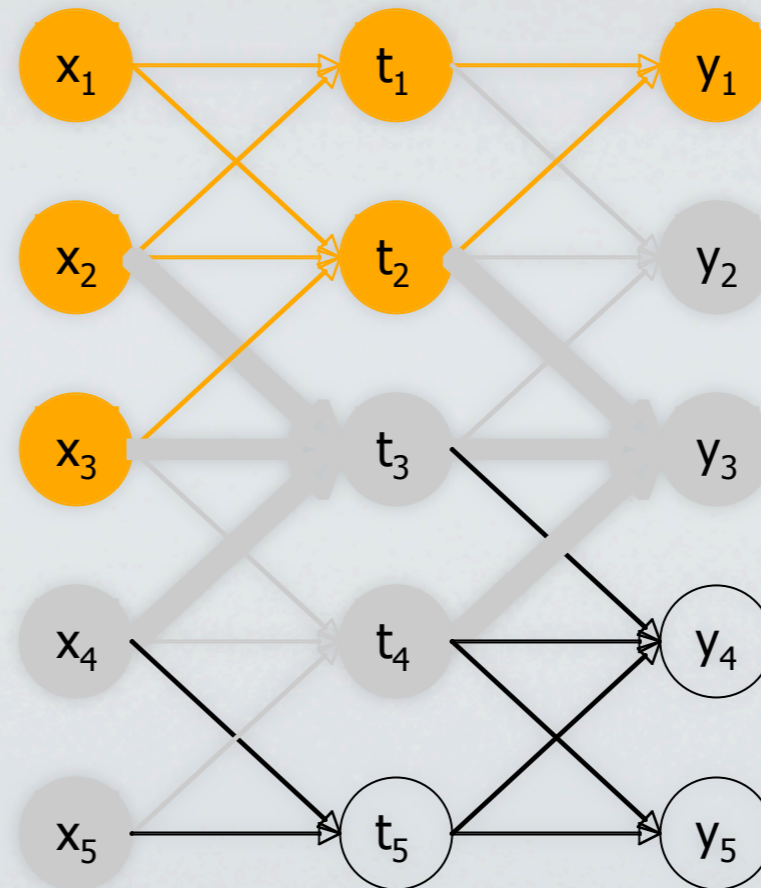 x₁ t₁ y₁
x₂ t₂ y₂
x₃ t₃ y₃
x₄ t₄ y₄
x₅ t₅ y₅